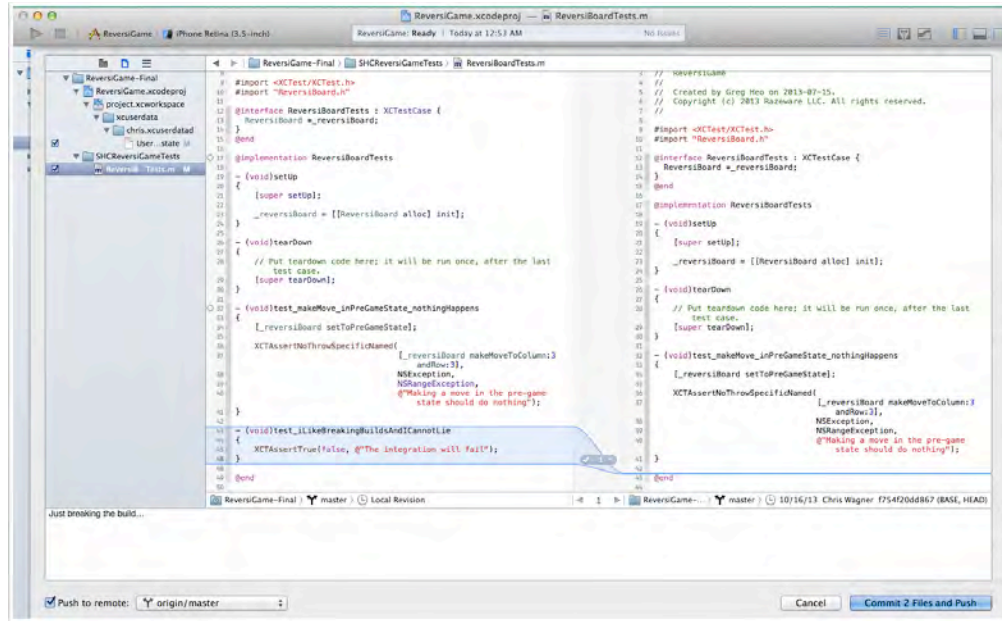 ReversiGame.xcodeproj — ReversiBoardTests.m
ReversiGame iPhone Retina (3.5-inch)
ReversiGame: Ready | Today at 12:53 AM
No Issues
ReversiGame-Final
ReversiGame.xcodeproj
project.xcworkspace
xcuserdata
chris.xcuserdatad
User...state M
SHCReversiGameTests
ReversiB...Tests.m M
ReversiGame-Final SHCReversiGameTests ReversiBoardTests.m
#import <XCTest/XCTest.h>
#import "ReversiBoard.h"
@interface ReversiBoardTests : XCTestCase {
ReversiBoard *_reversiBoard;
}
@end
@implementation ReversiBoardTests
- (void)setUp
{
[super setUp];
_reversiBoard = [[ReversiBoard alloc] init];
}
- (void)tearDown
{
// Put teardown code here; it will be run once, after the last
test case.
[super tearDown];
}
- (void)test_makeMove_inPreGameState_nothingHappens
{
[_reversiBoard setToPreGameState];
XCTAssertNoThrowSpecificNamed(
[_reversiBoard makeMoveToColumn:3
andRow:3],
NSException,
NSRangeException,
@"Making a move in the pre-game
state should do nothing");
}
- (void)test_iLikeBreakingBuildsAndICannotLie
{
XCTAssertTrue(false, @"The integration will fail");
}
@end
// ReversiGame
//
// Created by Greg Heo on 2013-07-15.
// Copyright (c) 2013 Razeware LLC. All rights reserved.
//
#import <XCTest/XCTest.h>
#import "ReversiBoard.h"
@interface ReversiBoardTests : XCTestCase {
ReversiBoard *_reversiBoard;
}
@end
@implementation ReversiBoardTests
- (void)setUp
{
[super setUp];
_reversiBoard = [[ReversiBoard alloc] init];
}
- (void)tearDown
{
// Put teardown code here; it will be run once, after the last
test case.
[super tearDown];
}
- (void)test_makeMove_inPreGameState_nothingHappens
{
[_reversiBoard setToPreGameState];
XCTAssertNoThrowSpecificNamed(
[_reversiBoard makeMoveToColumn:3
andRow:3],
NSException,
NSRangeException,
@"Making a move in the pre-game
state should do nothing");
}
@end
ReversiGame-Final master Local Revision
1
ReversiGame-... master 10/16/13 Chris Wagner f754f20dd867 (BASE, HEAD)
Just breaking the build...
Push to remote: origin/master
Cancel
Commit 2 Files and Push